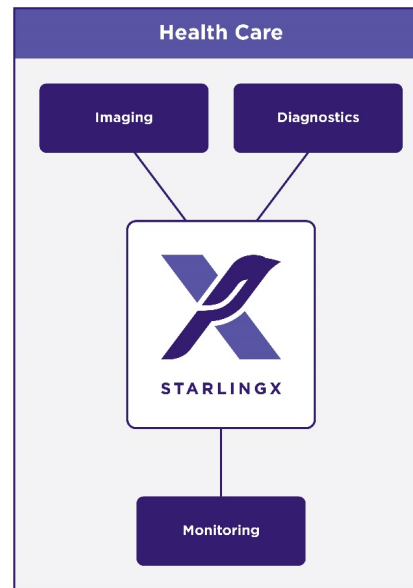 Health Care
Imaging
Diagnostics
STARLINGX
Monitoring